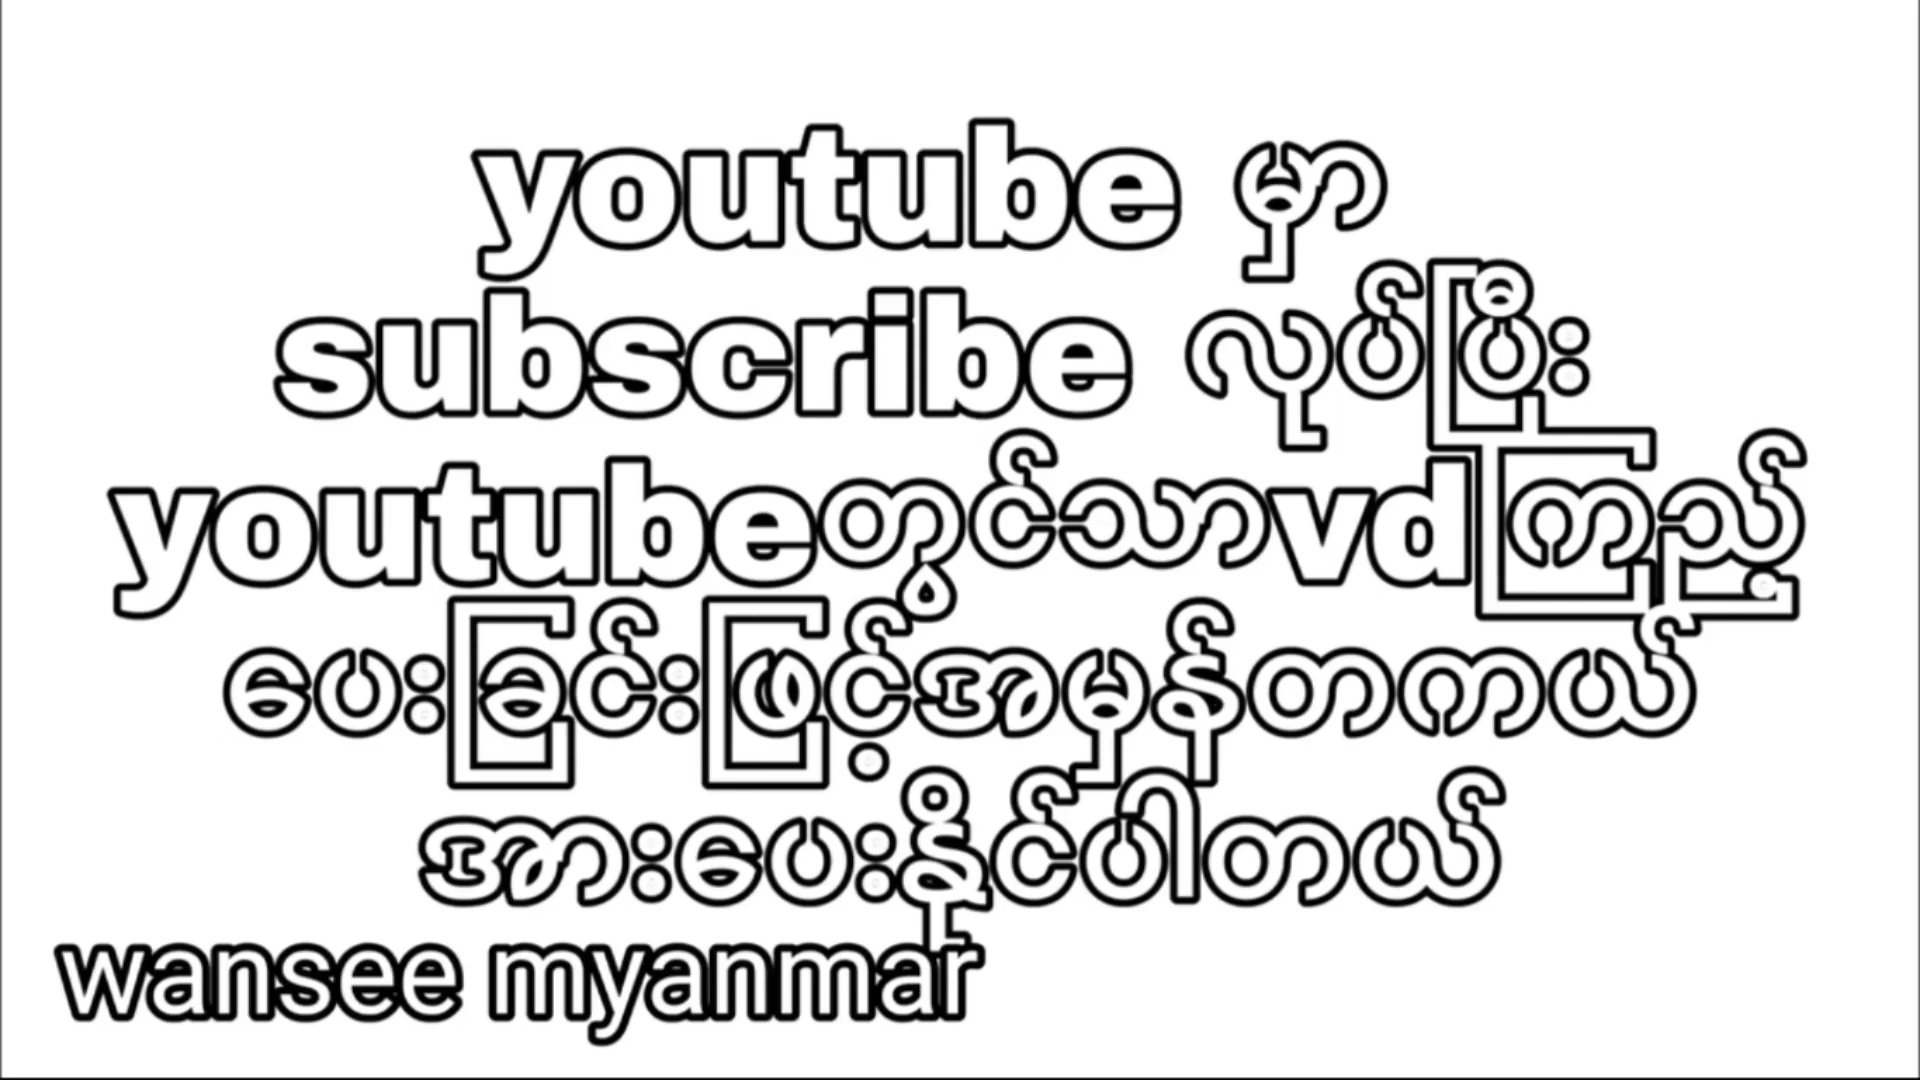 youtube မှာ
subscribe လုပ်ပြီး
youtubeတွင်သာvdကြည့်
ပေးခြင်းဖြင့်အမှန်တကယ်
အားပေးနိုင်ပါတယ်
wansee myanmar